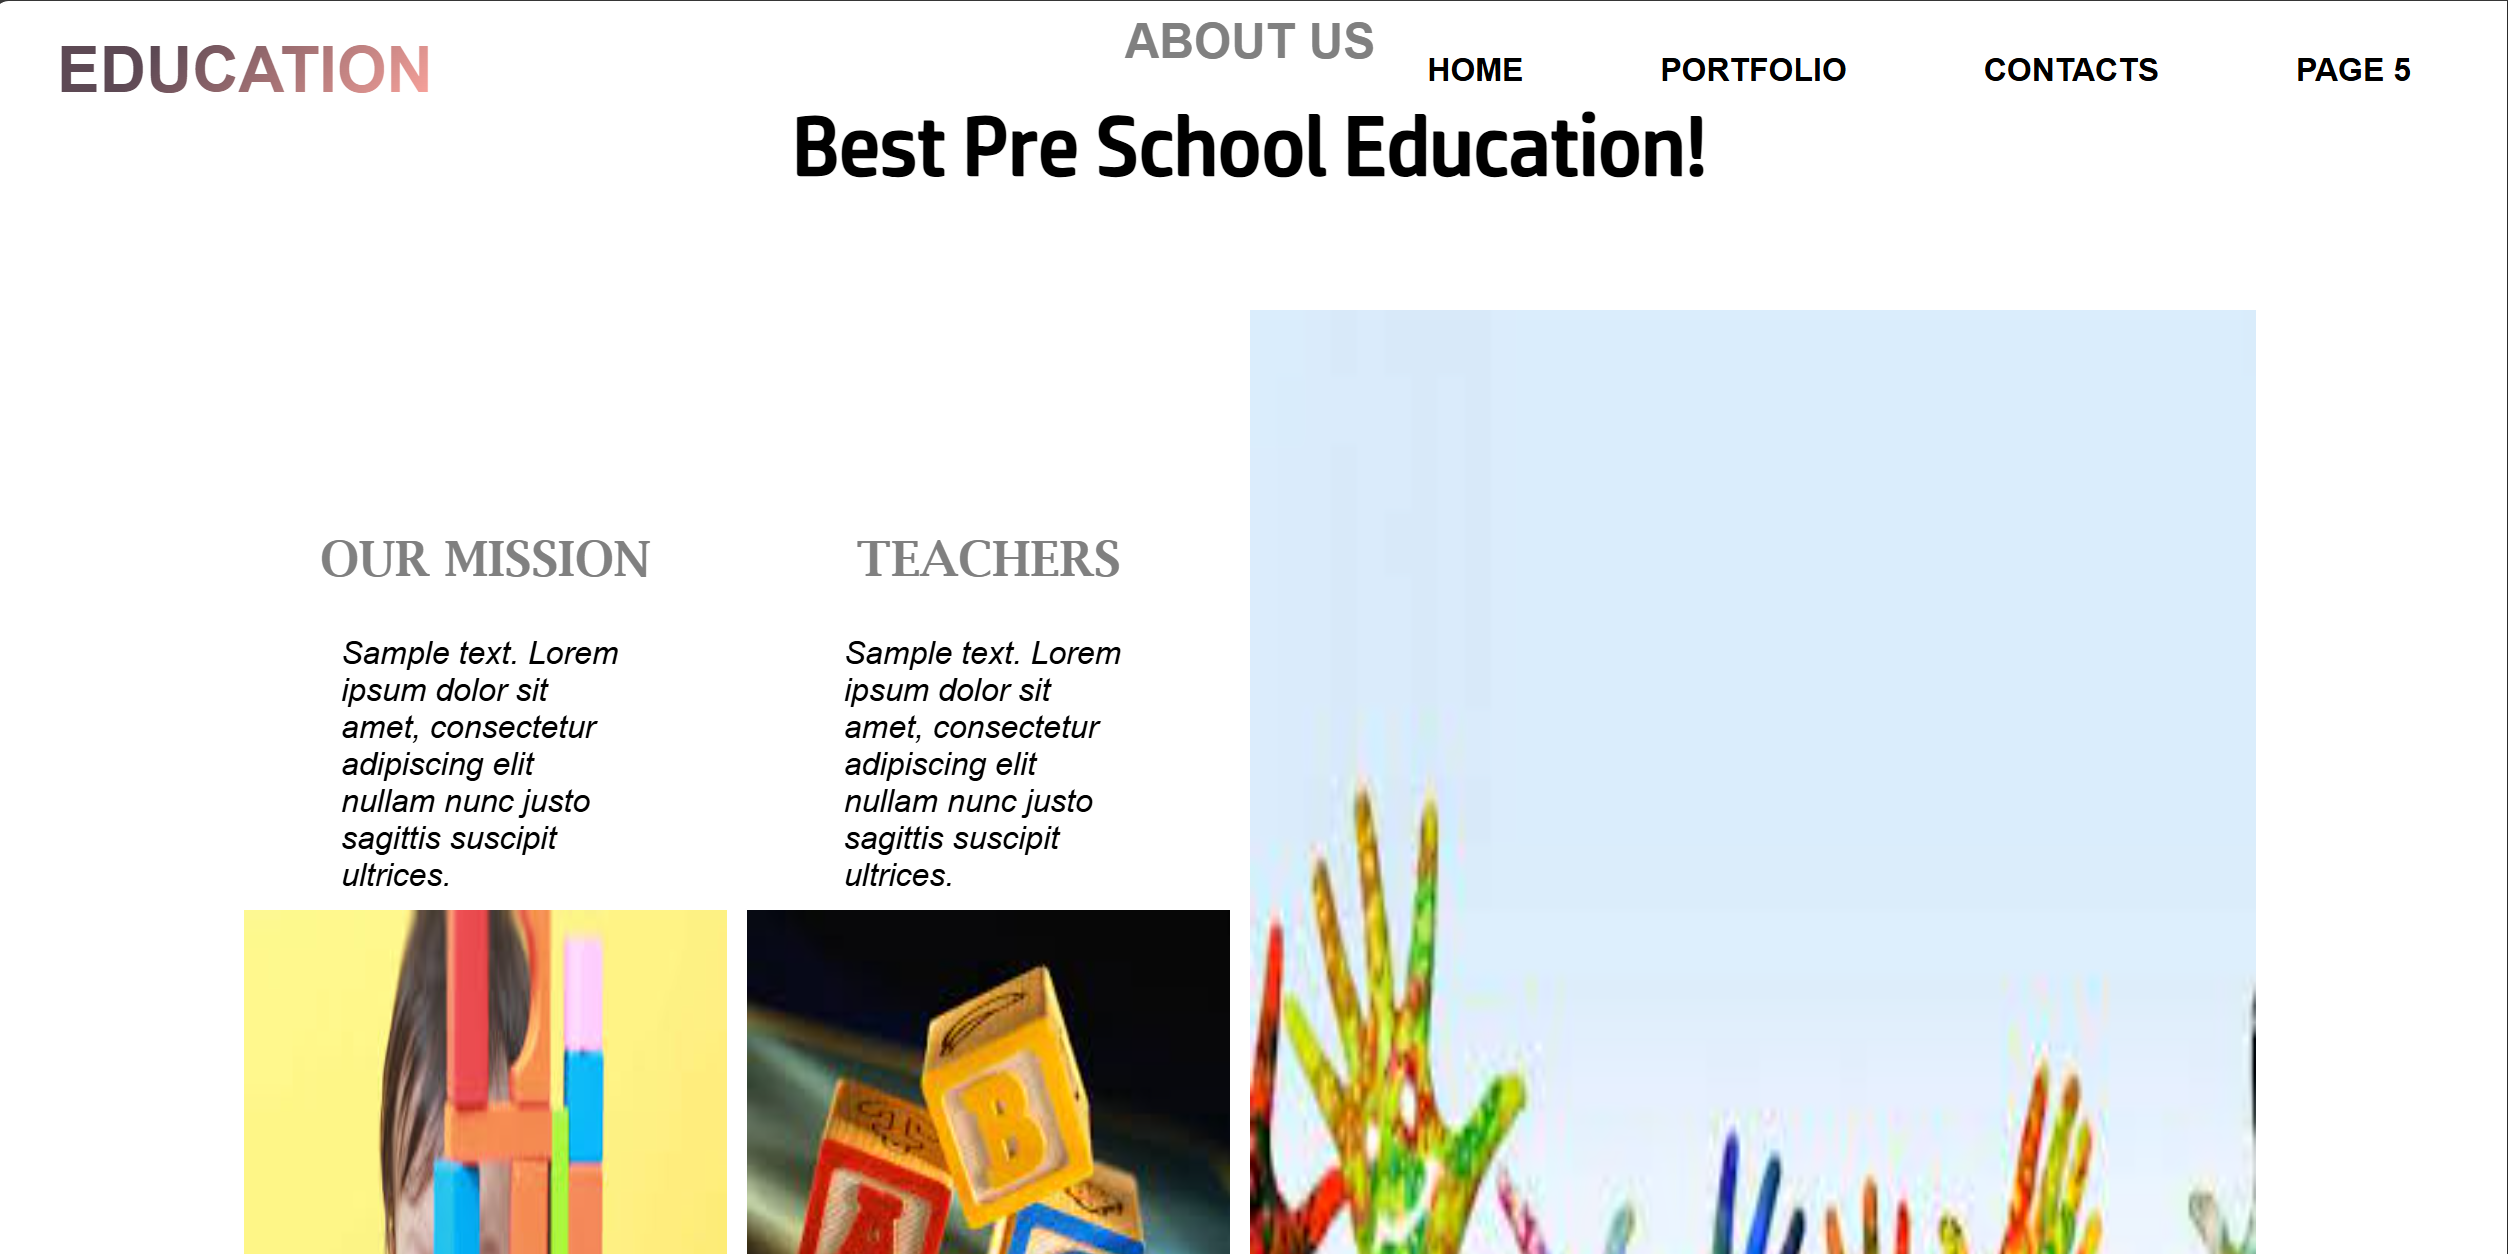 EDUCATION
ABOUT US
HOME
PORTFOLIO
CONTACTS
PAGE 5
Best Pre School Education!
OUR MISSION
Sample text. Lorem
ipsum dolor sit
amet, consectetur
adipiscing elit
nullam nunc justo
sagittis suscipit
ultrices.
TEACHERS
Sample text. Lorem
ipsum dolor sit
amet, consectetur
adipiscing elit
nullam nunc justo
sagittis suscipit
ultrices.
B
A